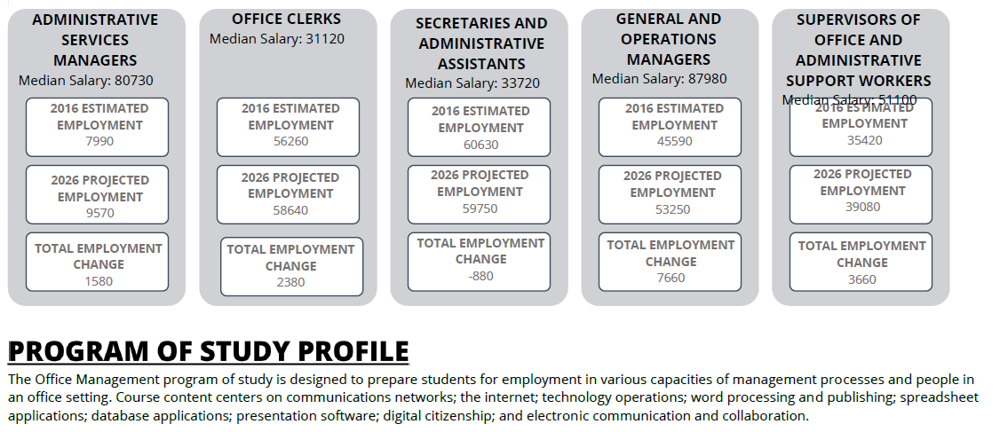 ADMINISTRATIVE
SERVICES
MANAGERS
Median Salary: 80730
2016 ESTIMATED
EMPLOYMENT
7990
2026 PROJECTED
EMPLOYMENT
9570
TOTAL EMPLOYMENT
CHANGE
1580
OFFICE CLERKS
Median Salary: 31120
2016 ESTIMATED
EMPLOYMENT
56260
2026 PROJECTED
EMPLOYMENT
58640
TOTAL EMPLOYMENT
CHANGE
2380
SECRETARIES AND
ADMINISTRATIVE
ASSISTANTS
Median Salary: 33720
2016 ESTIMATED
EMPLOYMENT
60630
2026 PROJECTED
EMPLOYMENT
59750
TOTAL EMPLOYMENT
CHANGE
-880
GENERAL AND
OPERATIONS
MANAGERS
Median Salary: 87980
2016 ESTIMATED
EMPLOYMENT
45590
2026 PROJECTED
EMPLOYMENT
53250
TOTAL EMPLOYMENT
CHANGE
7660
SUPERVISORS OF
OFFICE AND
ADMINISTRATIVE
SUPPORT WORKERS
Median Salary: 51100
2016 ESTIMATED
EMPLOYMENT
35420
2026 PROJECTED
EMPLOYMENT
39080
TOTAL EMPLOYMENT
CHANGE
3660
PROGRAM OF STUDY PROFILE
The Office Management program of study is designed to prepare students for employment in various capacities of management processes and people in
an office setting. Course content centers on communications networks; the internet; technology operations; word processing and publishing; spreadsheet
applications; database applications; presentation software; digital citizenship; and electronic communication and collaboration.